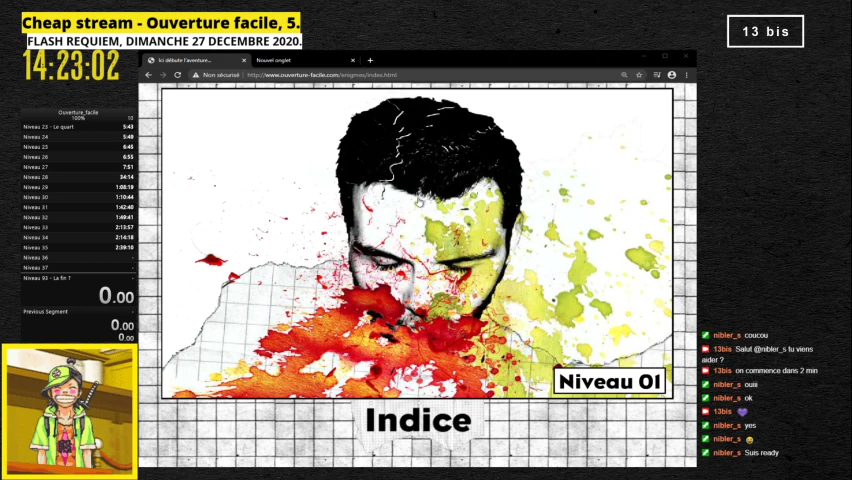 Cheap stream - Ouverture facile, 5.
FLASH REQUIEM, DIMANCHE 27 DECEMBRE 2020.
14:23:02
13 bis
Ici débute l'aventure...
Nouvel onglet
Non sécurisé
http://www.ouverture-facile.com/enigmes/index.html
Ouverture_facile
100%
10
Niveau 23 - Le quart 5:43
Niveau 24 5:49
Niveau 25 6:45
Niveau 26 6:55
Niveau 27 7:51
Niveau 28 34:14
Niveau 29 1:08:19
Niveau 30 1:10:44
Niveau 31 1:42:40
Niveau 32 1:49:41
Niveau 33 2:13:57
Niveau 34 2:14:18
Niveau 35 2:39:10
Niveau 36 -
Niveau 37 -
Niveau 93 - La fin ? -
0.00
Previous Segment -
0.00
0.00
Niveau 01
Indice
nibler_s coucou
13bis Salut @nibler_s tu viens
aider ?
13bis on commence dans 2 min
nibler_s ouiii
nibler_s ok
13bis 💜
nibler_s yes
nibler_s 😂
nibler_s Suis ready